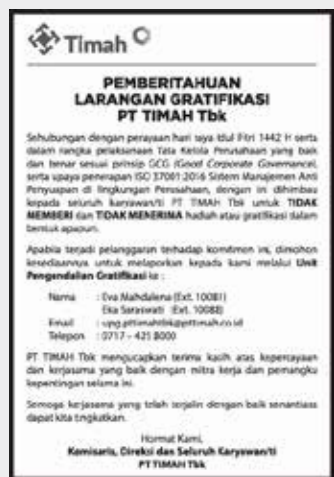 Timah
PEMBERITAHUAN
LARANGAN GRATIFIKASI
PT TIMAH Tbk
Sehubungan dengan perayaan hari raya Idul Fitri 1442 H serta
dalam rangka pelaksanaan Tata Kelola Perusahaan yang baik
dan benar sesuai prinsip GCG (Good Corporate Governance),
serta upaya penerapan ISO 37001:2016 Sistem Manajemen Anti
Penyuapan di lingkungan Perusahaan, dengan ini dihimbau
kepada seluruh karyawan/ti PT TIMAH Tbk untuk TIDAK
MEMBERI dan TIDAK MENERIMA hadiah atau gratifikasi dalam
bentuk apapun.
Apabila terjadi pelanggaran terhadap komitmen ini, dimohon
kesediaannya untuk melaporkan kepada kami melalui Unit
Pengendalian Gratifikasi ke :
Nama : Eva Mahdalena (Ext. 10081)
Eka Saraswati (Ext. 10088)
Email : upg.pttimahtbk@pttimah.co.id
Telepon : 0717 – 425 8000
PT TIMAH Tbk mengucapkan terima kasih atas kepercayaan
dan kerjasama yang baik dengan mitra kerja dan pemangku
kepentingan selama ini.
Semoga kerjasama yang telah terjalin dengan baik senantiasa
dapat kita tingkatkan.
Hormat Kami,
Komisaris, Direksi dan Seluruh Karyawan/ti
PT TIMAH Tbk